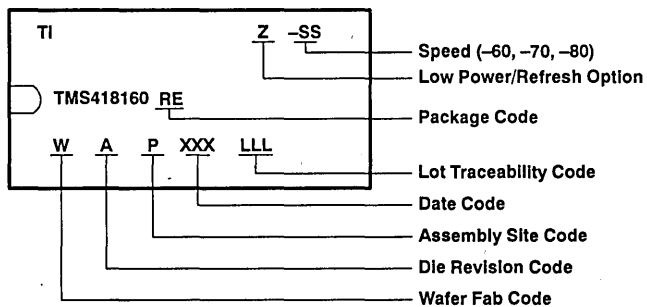 TI Z –SS
Speed (–60, –70, –80)
Low Power/Refresh Option
TMS418160 RE
Package Code
W A P XXX LLL
Lot Traceability Code
Date Code
Assembly Site Code
Die Revision Code
Wafer Fab Code